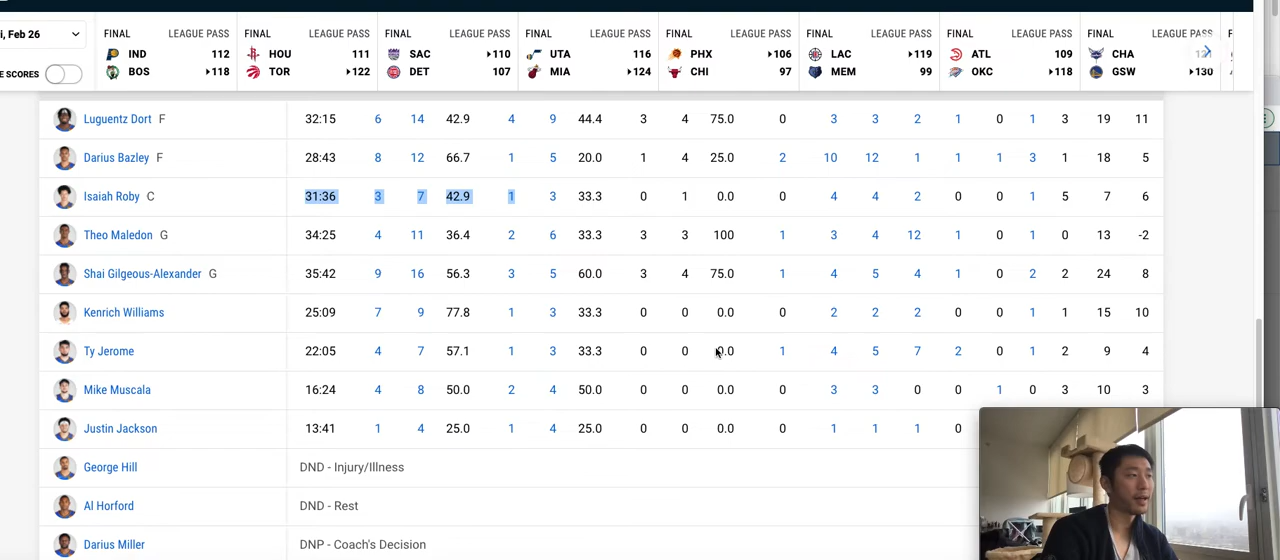 i, Feb 26
FINAL LEAGUE PASS FINAL LEAGUE PASS FINAL LEAGUE PASS FINAL LEAGUE PASS FINAL LEAGUE PASS FINAL LEAGUE PASS FINAL LEAGUE PASS FINAL LEAGUE PASS
IND 112 HOU 111 SAC 110 UTA 116 PHX 106 LAC 119 ATL 109 CHA
E SCORES BOS 118 TOR 122 DET 107 MIA 124 CHI 97 MEM 99 OKC 118 GSW 130
Luguentz Dort F 32:15 6 14 42.9 4 9 44.4 3 4 75.0 0 3 3 2 1 0 1 3 19 11
Darius Bazley F 28:43 8 12 66.7 1 5 20.0 1 4 25.0 2 10 12 1 1 1 3 1 18 5
Isaiah Roby C 31:36 3 7 42.9 1 3 33.3 0 1 0.0 0 4 4 2 0 0 1 5 7 6
Theo Maledon G 34:25 4 11 36.4 2 6 33.3 3 3 100 1 3 4 12 1 0 1 0 13 -2
Shai Gilgeous-Alexander G 35:42 9 16 56.3 3 5 60.0 3 4 75.0 1 4 5 4 1 0 2 2 24 8
Kenrich Williams 25:09 7 9 77.8 1 3 33.3 0 0 0.0 0 2 2 2 0 0 1 1 15 10
Ty Jerome 22:05 4 7 57.1 1 3 33.3 0 0 0.0 1 4 5 7 2 0 1 2 9 4
Mike Muscala 16:24 4 8 50.0 2 4 50.0 0 0 0.0 0 3 3 0 0 1 0 3 10 3
Justin Jackson 13:41 1 4 25.0 1 4 25.0 0 0 0.0 0 1 1 1 0
George Hill DND - Injury/Illness
Al Horford DND - Rest
Darius Miller DNP - Coach's Decision